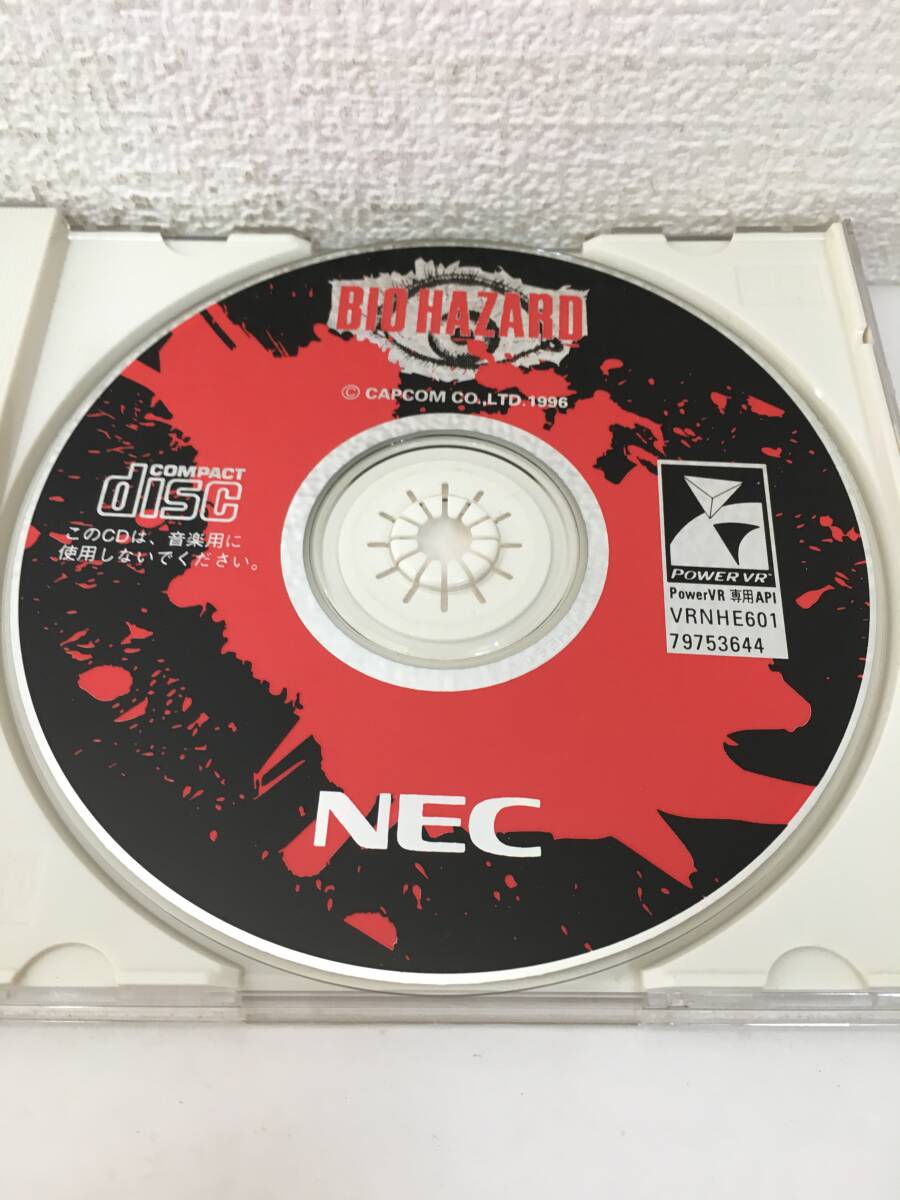 BIO HAZARD
© CAPCOM CO.,LTD.1996
COMPACT
disc
このCDは、音楽用に
使用しないでください。
POWER VR™
PowerVR 専用API
VRNHE601
79753644
NEC